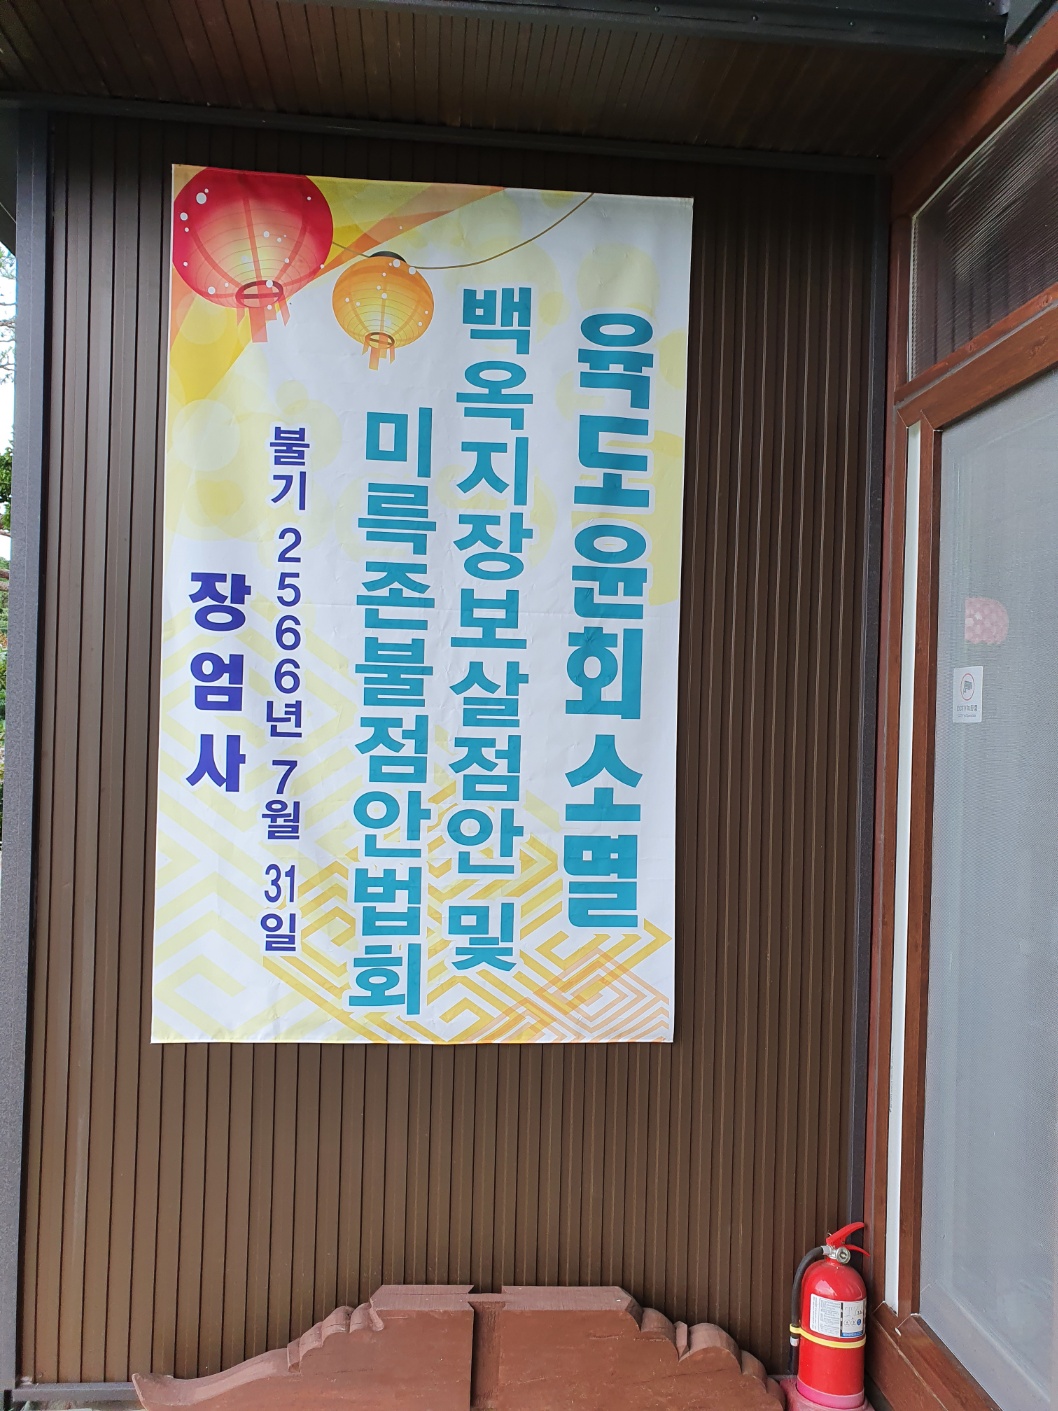 육도윤회 소멸
백옥지장보살점안 및
미륵존불점안법회
불기 2566년 7월 31일
장엄사